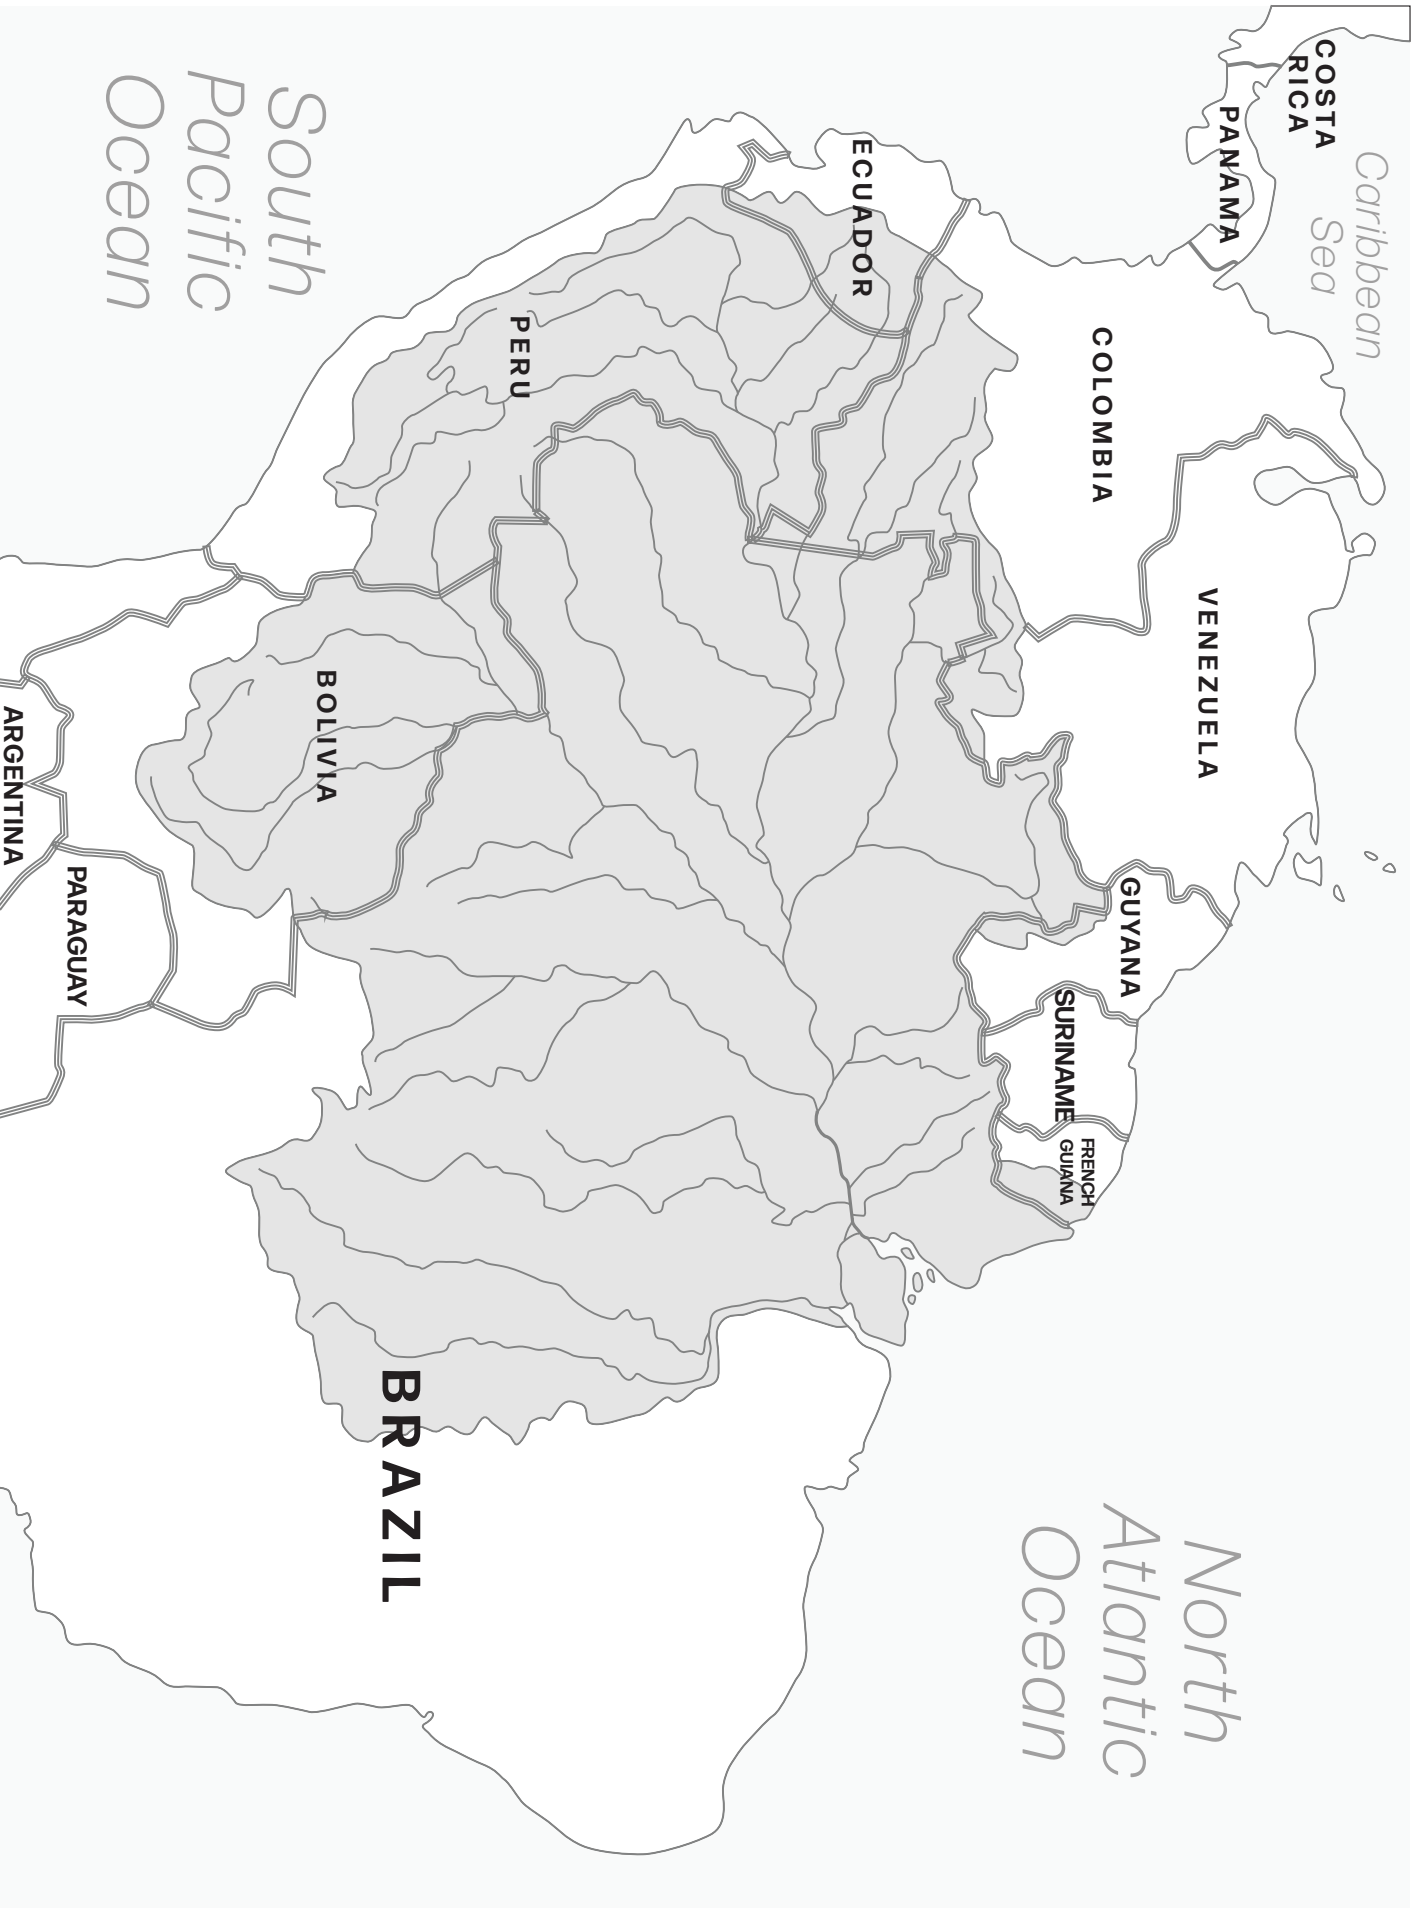 COSTA
RICA
Caribbean
Sea
PANAMA
VENEZUELA
GUYANA
SURINAME
FRENCH
GUIANA
COLOMBIA
North
Atlantic
Ocean
ECUADOR
PERU
BRAZIL
BOLIVIA
South
Pacific
Ocean
PARAGUAY
ARGENTINA